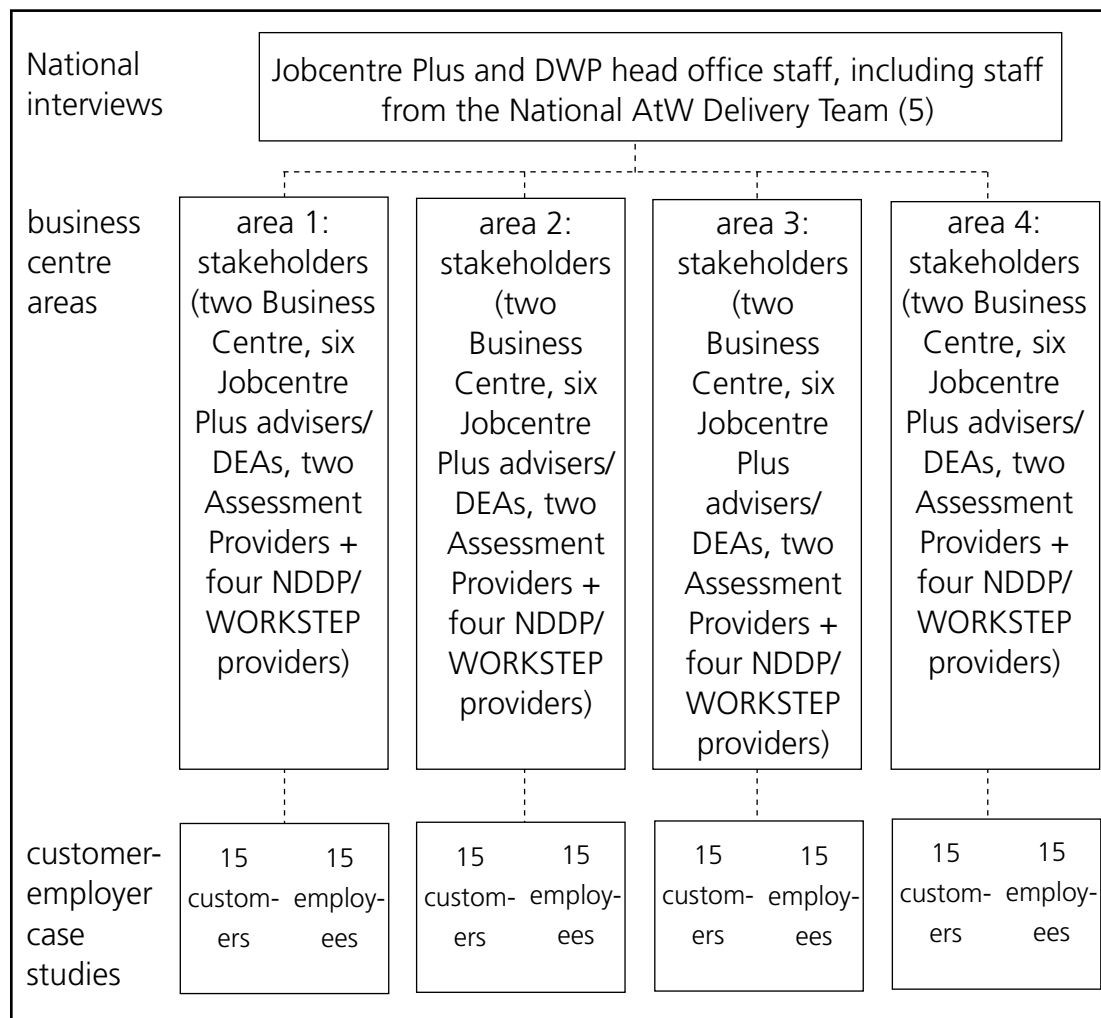 National
interviews
Jobcentre Plus and DWP head office staff, including staff
from the National AtW Delivery Team (5)
business
centre
areas
area 1:
stakeholders
(two Business
Centre, six
Jobcentre
Plus advisers/
DEAs, two
Assessment
Providers +
four NDDP/
WORKSTEP
providers)
area 2:
stakeholders
(two
Business
Centre, six
Jobcentre
Plus advisers/
DEAs, two
Assessment
Providers +
four NDDP/
WORKSTEP
providers)
area 3:
stakeholders
(two
Business
Centre, six
Jobcentre
Plus
advisers/
DEAs, two
Assessment
Providers +
four NDDP/
WORKSTEP
providers)
area 4:
stakeholders
(two Business
Centre, six
Jobcentre
Plus advisers/
DEAs, two
Assessment
Providers +
four NDDP/
WORKSTEP
providers)
customer-
employer
case
studies
15
custom-
ers
15
employ-
ees
15
custom-
ers
15
employ-
ees
15
custom-
ers
15
employ-
ees
15
custom-
ers
15
employ-
ees